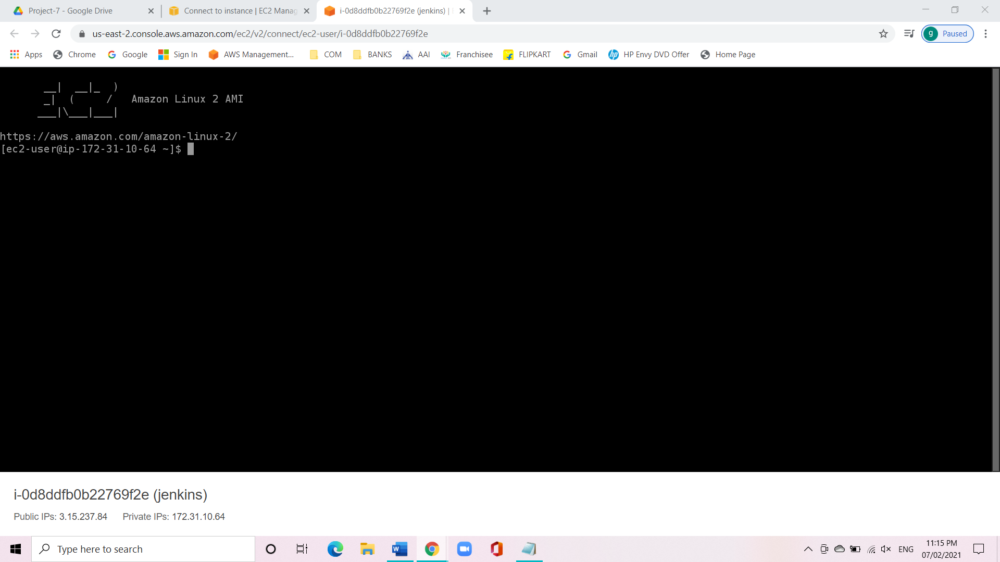 Project-7 - Google Drive
Connect to instance | EC2 Manag
i-0d8ddfb0b22769f2e (jenkins) |
us-east-2.console.aws.amazon.com/ec2/v2/connect/ec2-user/i-0d8ddfb0b22769f2e
g Paused
Apps Chrome Google Sign In AWS Management... COM BANKS AAI Franchisee FLIPKART Gmail HP Envy DVD Offer Home Page
__|  __|_  )
_|  (     /   Amazon Linux 2 AMI
___|\___|___|
https://aws.amazon.com/amazon-linux-2/
[ec2-user@ip-172-31-10-64 ~]$
i-0d8ddfb0b22769f2e (jenkins)
Public IPs: 3.15.237.84 Private IPs: 172.31.10.64
Type here to search
ENG
11:15 PM
07/02/2021